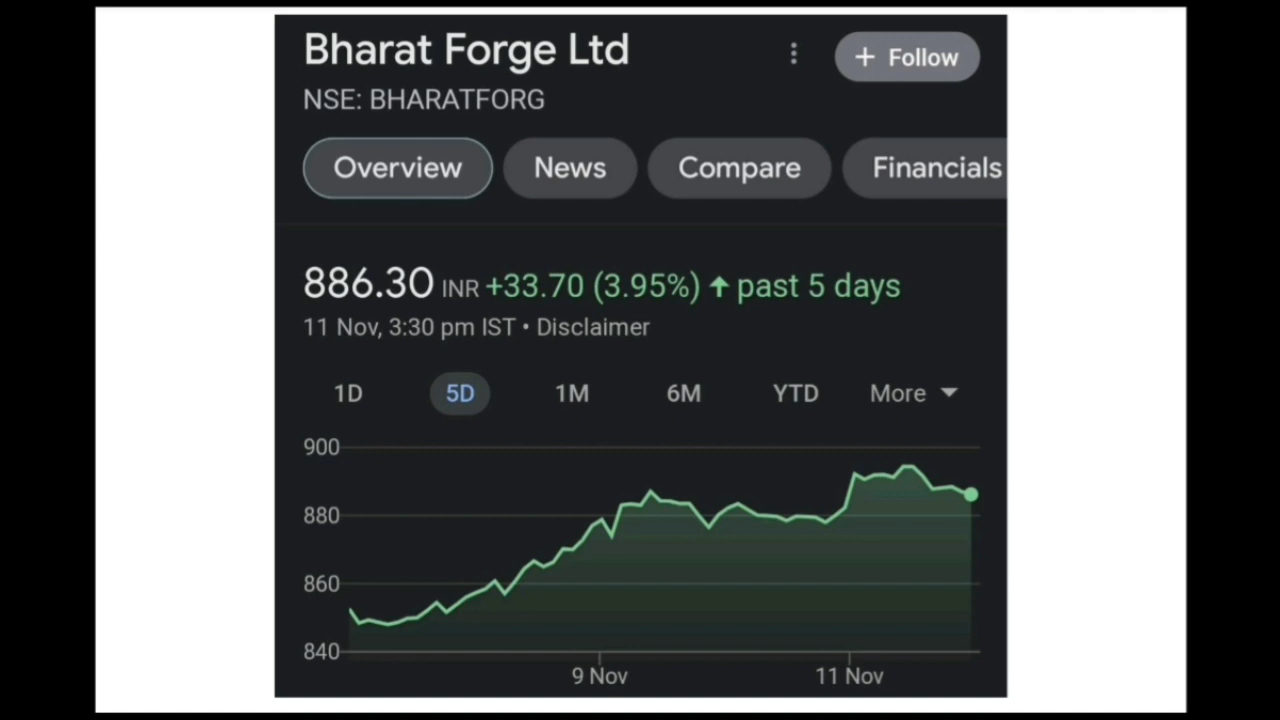 Bharat Forge Ltd
+ Follow
NSE: BHARATFORG
Overview News Compare Financials
886.30 INR +33.70 (3.95%) ↑ past 5 days
11 Nov, 3:30 pm IST • Disclaimer
1D 5D 1M 6M YTD More
900
880
860
840
9 Nov 11 Nov